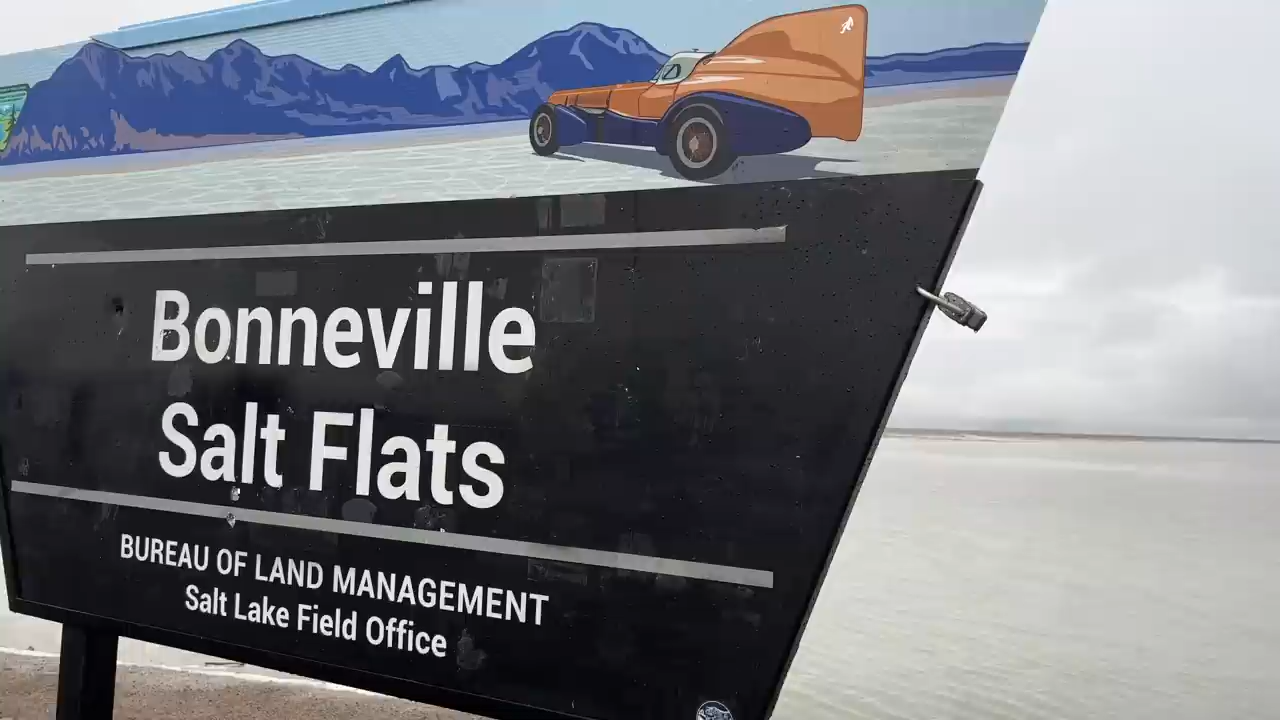 Bonneville
Salt Flats
BUREAU OF LAND MANAGEMENT
Salt Lake Field Office